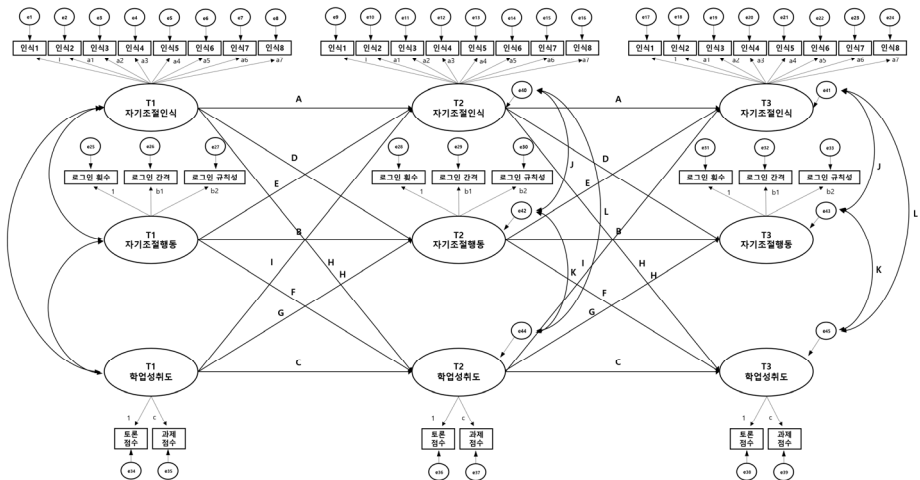 e1 e2 e3 e4 e5 e6 e7 e8
인식1 인식2 인식3 인식4 인식5 인식6 인식7 인식8
1 a1 a2 a3 a4 a5 a6 a7
e9 e10 e11 e12 e13 e14 e15 e16
인식1 인식2 인식3 인식4 인식5 인식6 인식7 인식8
1 a1 a2 a3 a4 a5 a6 a7
e17 e18 e19 e20 e21 e22 e23 e24
인식1 인식2 인식3 인식4 인식5 인식6 인식7 인식8
1 a1 a2 a3 a4 a5 a6 a7
T1
자기조절인식
A
T2
자기조절인식
e40
A
T3
자기조절인식
e41
e25 e26 e27
로그인 횟수 로그인 간격 로그인 규칙성
1 b1 b2
D
E
e28 e29 e30
로그인 횟수 로그인 간격 로그인 규칙성
1 b1 b2
J
D
E
L
e31 e32 e33
로그인 횟수 로그인 간격 로그인 규칙성
1 b1 b2
J
L
T1
자기조절행동
B
T2
자기조절행동
e42
B
T3
자기조절행동
e43
I H
H
F
G
K
I H
H
F
G
K
e44
e45
T1
학업성취도
C
T2
학업성취도
C
T3
학업성취도
1 c
토론
점수
과제
점수
e34 e35
1 c
토론
점수
과제
점수
e36 e37
1 c
토론
점수
과제
점수
e38 e39